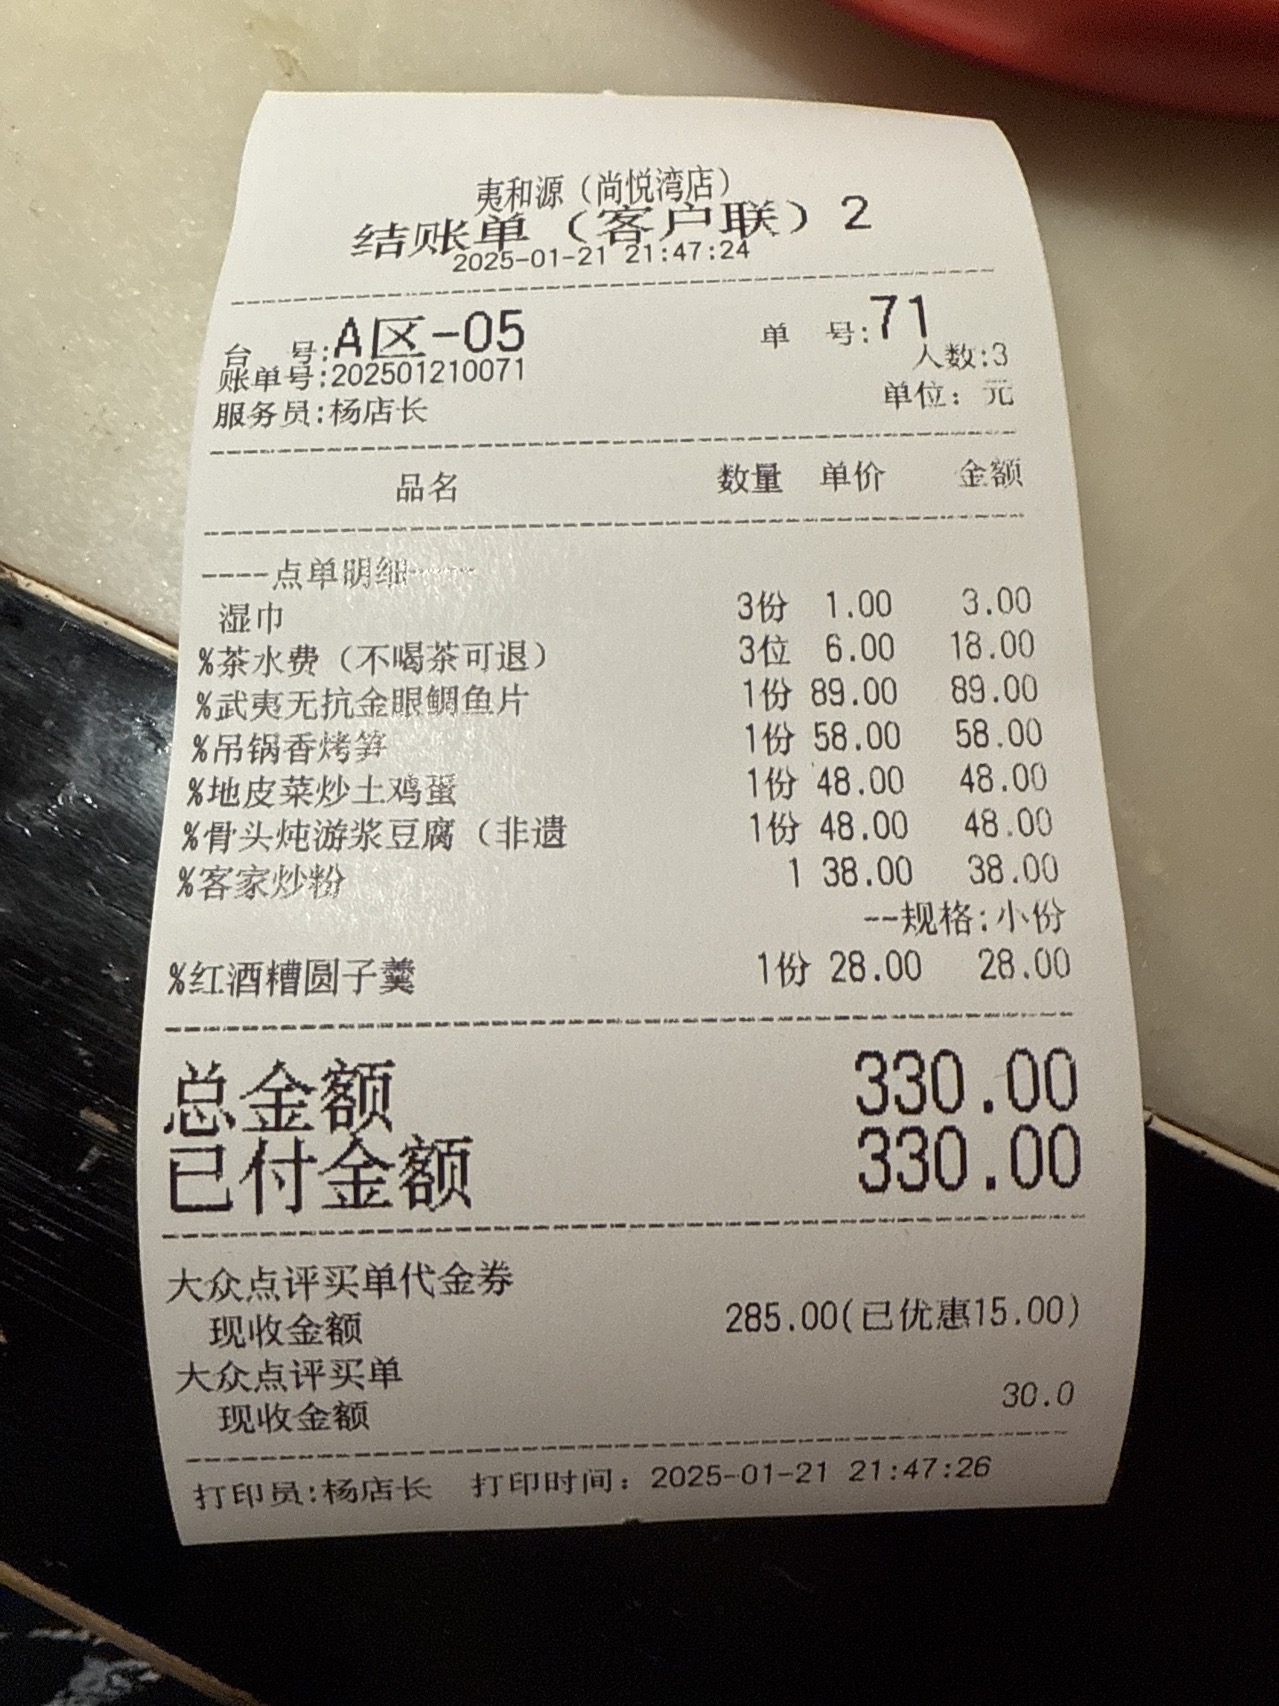 夷和源（尚悦湾店）
结账单（客户联）2
2025-01-21 21:47:24
台 号:A区-05 单 号:71
人数:3
账单号:202501210071
单位：元
服务员:杨店长
品名 数量 单价 金额
----点单明细----
湿巾 3份 1.00 3.00
%茶水费（不喝茶可退） 3位 6.00 18.00
%武夷无抗金眼鲷鱼片 1份 89.00 89.00
%吊锅香烤笋 1份 58.00 58.00
%地皮菜炒土鸡蛋 1份 48.00 48.00
%骨头炖游浆豆腐（非遗 1份 48.00 48.00
%客家炒粉 1 38.00 38.00
--规格:小份
%红酒糟圆子羹 1份 28.00 28.00
总金额 330.00
已付金额 330.00
大众点评买单代金券
现收金额 285.00(已优惠15.00)
大众点评买单
现收金额 30.0
打印员:杨店长 打印时间：2025-01-21 21:47:26